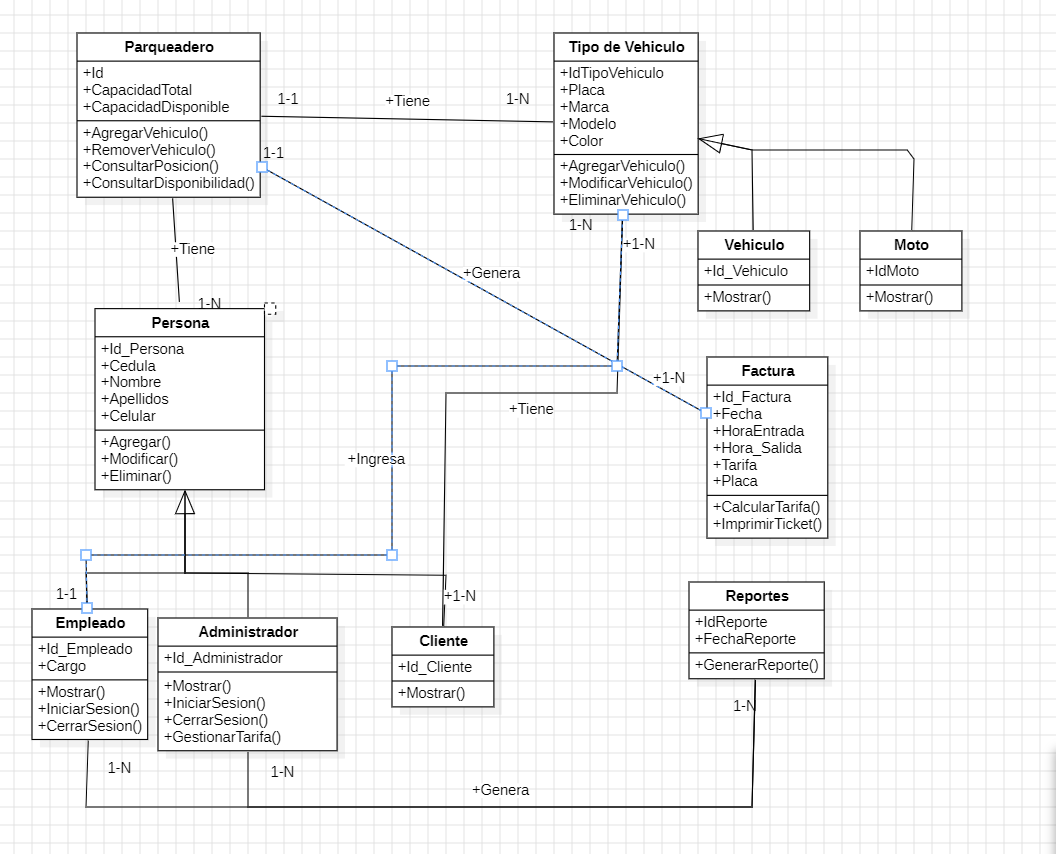 Parqueadero
+Id
+CapacidadTotal
+CapacidadDisponible
+AgregarVehiculo()
+RemoverVehiculo()
+ConsultarPosicion()
+ConsultarDisponibilidad()
1-1
+Tiene
1-N
1-1
Tipo de Vehiculo
+IdTipoVehiculo
+Placa
+Marca
+Modelo
+Color
+AgregarVehiculo()
+ModificarVehiculo()
+EliminarVehiculo()
1-N
+1-N
Vehiculo
+Id_Vehiculo
+Mostrar()
Moto
+IdMoto
+Mostrar()
+Tiene
1-N
+Genera
Persona
+Id_Persona
+Cedula
+Nombre
+Apellidos
+Celular
+Agregar()
+Modificar()
+Eliminar()
+1-N
Factura
+Id_Factura
+Fecha
+HoraEntrada
+Hora_Salida
+Tarifa
+Placa
+CalcularTarifa()
+ImprimirTicket()
+Tiene
+Ingresa
1-1
+1-N
Empleado
+Id_Empleado
+Cargo
+Mostrar()
+IniciarSesion()
+CerrarSesion()
Administrador
+Id_Administrador
+Mostrar()
+IniciarSesion()
+CerrarSesion()
+GestionarTarifa()
Cliente
+Id_Cliente
+Mostrar()
Reportes
+IdReporte
+FechaReporte
+GenerarReporte()
1-N
1-N
1-N
+Genera